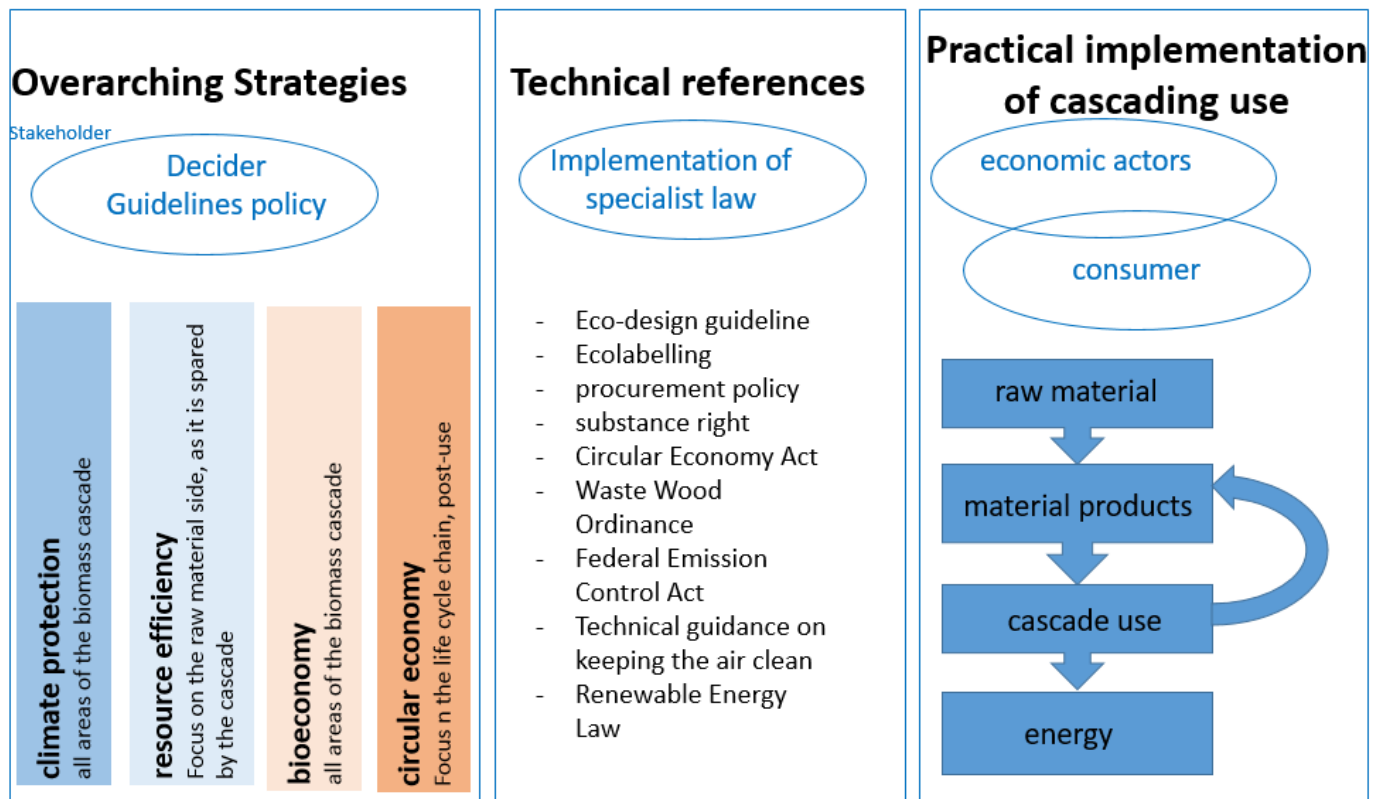 Overarching Strategies
Stakeholder
Decider
Guidelines policy
climate protection
all areas of the biomass cascade
resource efficiency
Focus on the raw material side, as it is spared
by the cascade
bioeconomy
all areas of the biomass cascade
circular economy
Focus n the life cycle chain, post-use
Technical references
Implementation of
specialist law
- Eco-design guideline
- Ecolabelling
- procurement policy
- substance right
- Circular Economy Act
- Waste Wood
Ordinance
- Federal Emission
Control Act
- Technical guidance on
keeping the air clean
- Renewable Energy
Law
Practical implementation
of cascading use
economic actors
consumer
raw material
material products
cascade use
energy